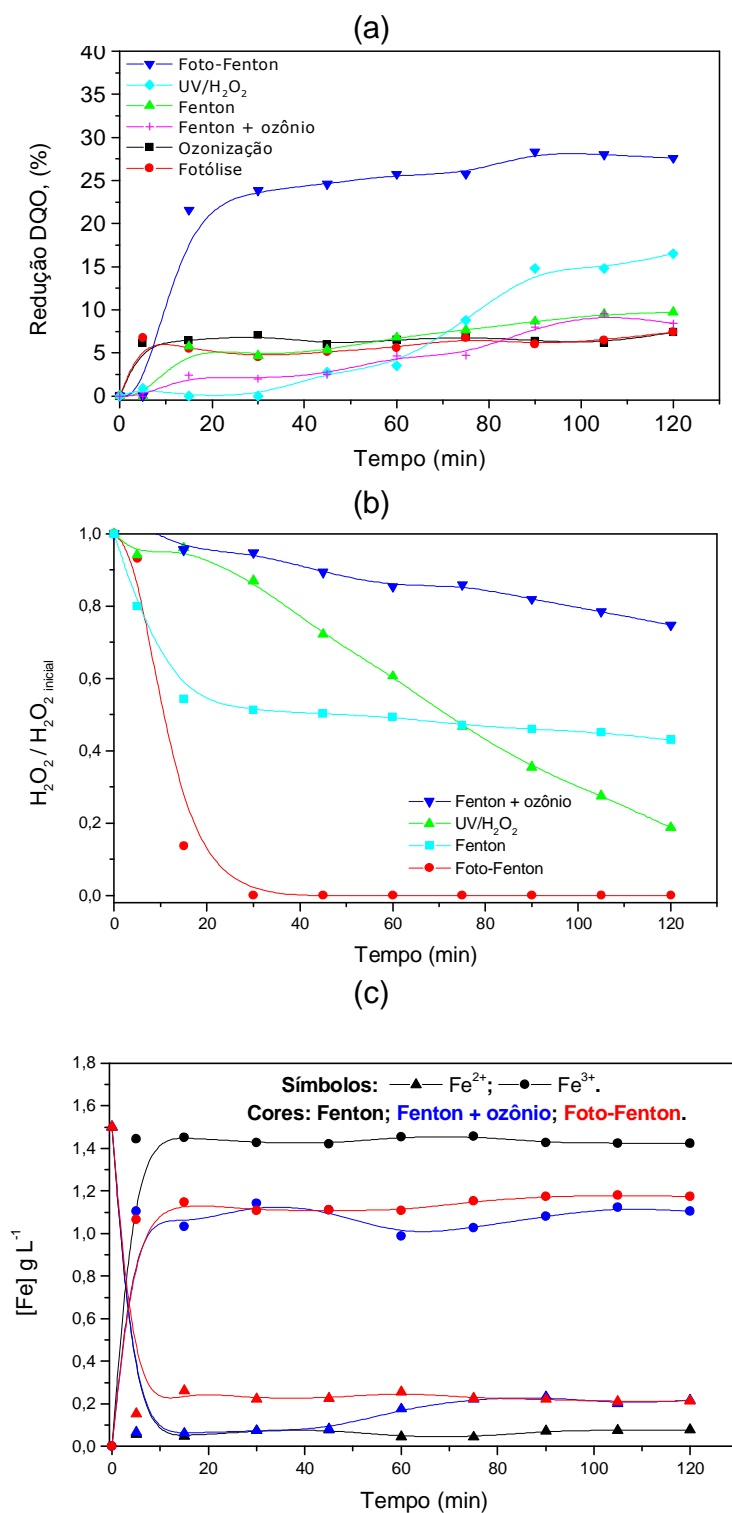 (a)
40
35
30
25
20
15
10
5
0
Redução DQO, (%)
Foto-Fenton
UV/H₂O₂
Fenton
Fenton + ozônio
Ozonização
Fotólise
0 20 40 60 80 100 120
Tempo (min)
(b)
1,0
0,8
0,6
0,4
0,2
0,0
H₂O₂ / H₂O₂ inicial
Fenton + ozônio
UV/H₂O₂
Fenton
Foto-Fenton
0 20 40 60 80 100 120
Tempo (min)
(c)
1,8
1,6
1,4
1,2
1,0
0,8
0,6
0,4
0,2
0,0
[Fe] g L⁻¹
Símbolos: Fe²⁺; Fe³⁺.
Cores: Fenton; Fenton + ozônio; Foto-Fenton.
0 20 40 60 80 100 120
Tempo (min)